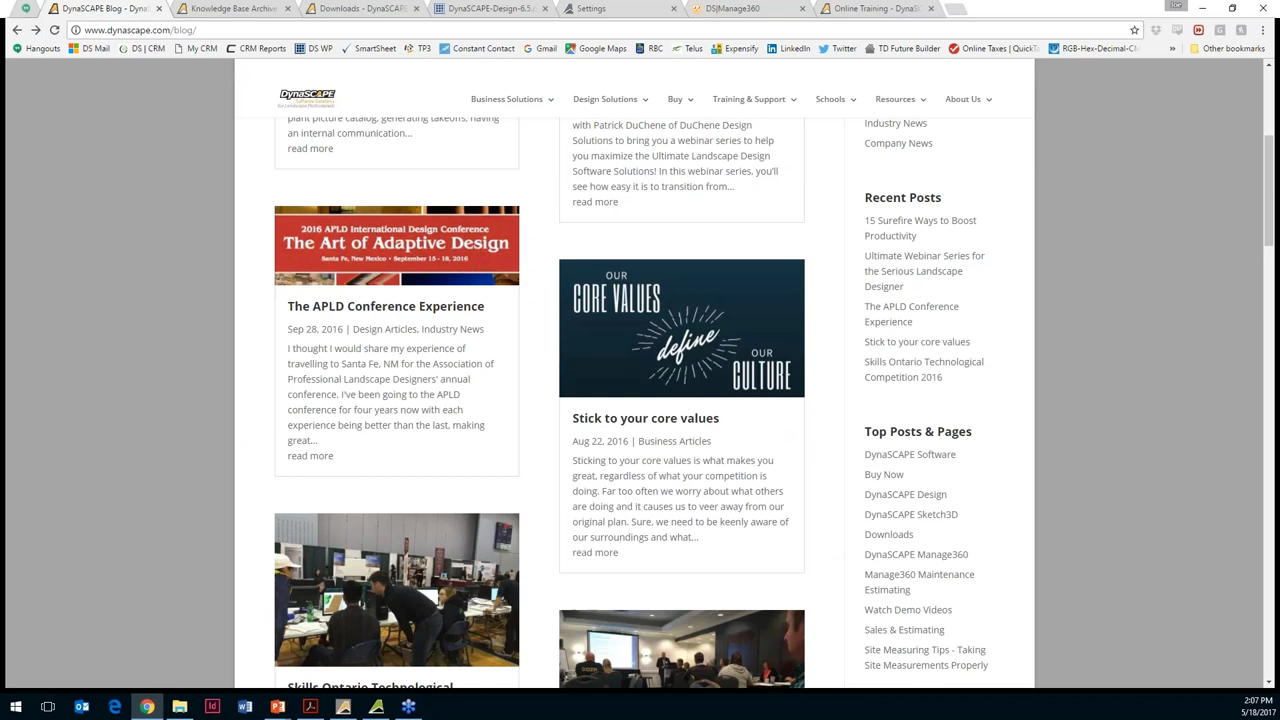 DynaSCAPE Blog - Dyna
Knowledge Base Archive
Downloads - DynaSCAPE
DynaSCAPE-Design-6.5.
Settings
DS|Manage360
Online Training - DynaS
www.dynascape.com/blog/
Hangouts
DS Mail
DS | CRM
My CRM
CRM Reports
DS WP
SmartSheet
TP3
Constant Contact
Gmail
Google Maps
RBC
Telus
Expensify
LinkedIn
Twitter
TD Future Builder
Online Taxes | QuickT
RGB-Hex-Decimal-C
»
Other bookmarks
DynaSCAPE
Software Solutions
for Landscape Professionals
Business Solutions
Design Solutions
Buy
Training & Support
Schools
Resources
About Us
plant picture catalog, generating takeoffs, having
an internal communication...
read more
2016 APLD International Design Conference
The Art of Adaptive Design
Santa Fe, New Mexico • September 15 - 18, 2016
The APLD Conference Experience
Sep 28, 2016 | Design Articles, Industry News
I thought I would share my experience of
travelling to Santa Fe, NM for the Association of
Professional Landscape Designers' annual
conference. I've been going to the APLD
conference for four years now with each
experience being better than the last, making
great...
read more
Skills Ontario Technological
with Patrick DuChene of DuChene Design
Solutions to bring you a webinar series to help
you maximize the Ultimate Landscape Design
Software Solutions! In this webinar series, you'll
see how easy it is to transition from...
read more
OUR
CORE VALUES
define
OUR
CULTURE
Stick to your core values
Aug 22, 2016 | Business Articles
Sticking to your core values is what makes you
great, regardless of what your competition is
doing. Far too often we worry about what others
are doing and it causes us to veer away from our
original plan. Sure, we need to be keenly aware of
our surroundings and what...
read more
Industry News
Company News
Recent Posts
15 Surefire Ways to Boost
Productivity
Ultimate Webinar Series for
the Serious Landscape
Designer
The APLD Conference
Experience
Stick to your core values
Skills Ontario Technological
Competition 2016
Top Posts & Pages
DynaSCAPE Software
Buy Now
DynaSCAPE Design
DynaSCAPE Sketch3D
Downloads
DynaSCAPE Manage360
Manage360 Maintenance
Estimating
Watch Demo Videos
Sales & Estimating
Site Measuring Tips - Taking
Site Measurements Properly
2:07 PM
5/18/2017